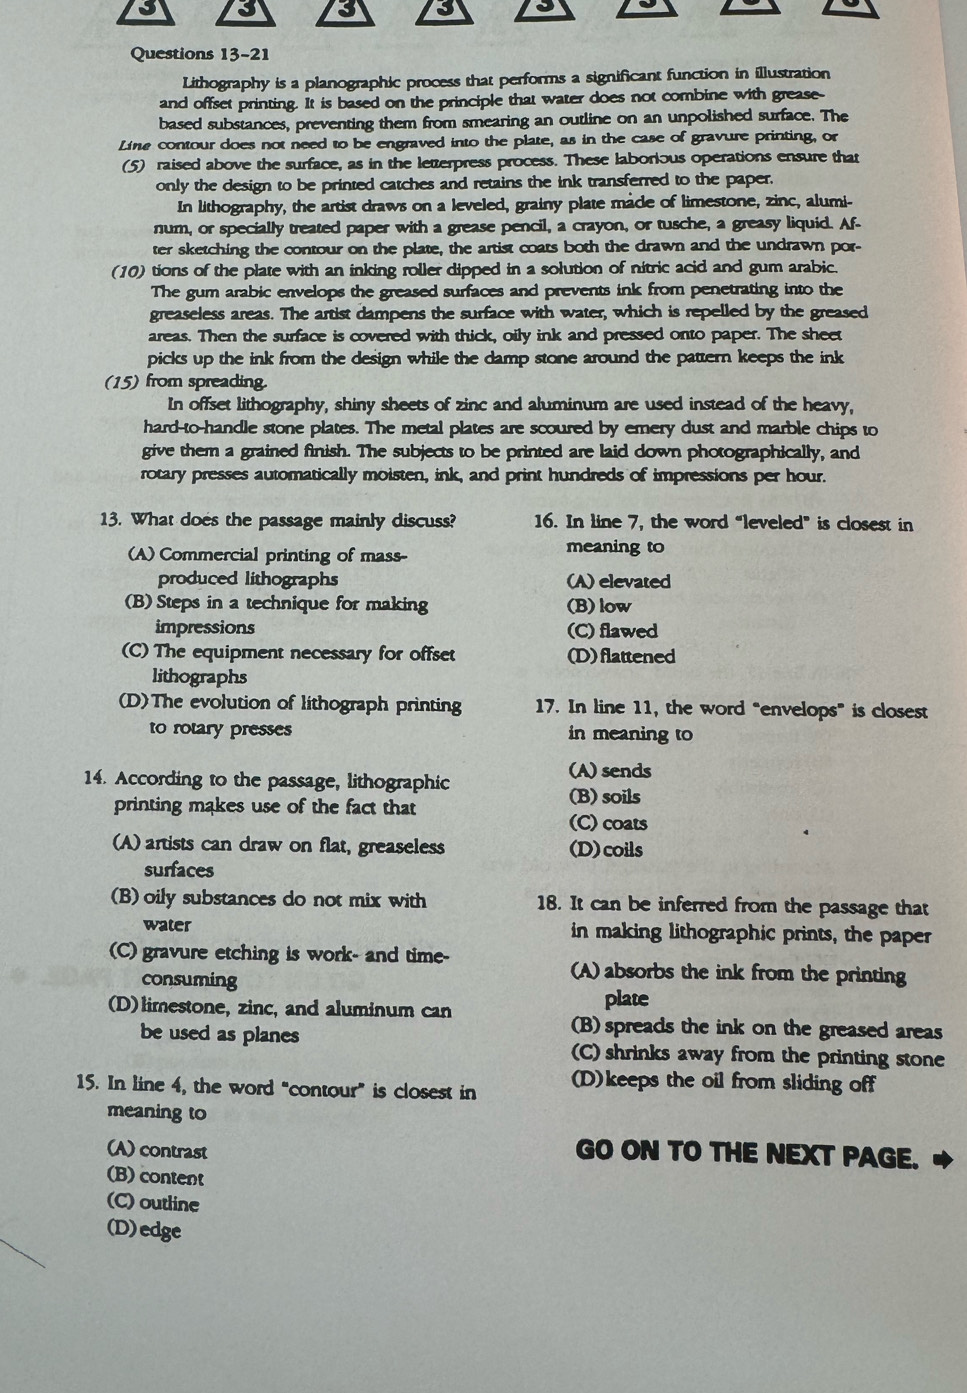 3 3 3 3 3 3 3 3
Questions 13-21
Lithography is a planographic process that performs a significant function in illustration
and offset printing. It is based on the principle that water does not combine with grease-
based substances, preventing them from smearing an outline on an unpolished surface. The
Line contour does not need to be engraved into the plate, as in the case of gravure printing, or
(5) raised above the surface, as in the letterpress process. These laborious operations ensure that
only the design to be printed catches and retains the ink transferred to the paper.
In lithography, the artist draws on a leveled, grainy plate made of limestone, zinc, alumi-
num, or specially treated paper with a grease pencil, a crayon, or tusche, a greasy liquid. Af-
ter sketching the contour on the plate, the artist coats both the drawn and the undrawn por-
(10) tions of the plate with an inking roller dipped in a solution of nitric acid and gum arabic.
The gum arabic envelops the greased surfaces and prevents ink from penetrating into the
greaseless areas. The artist dampens the surface with water, which is repelled by the greased
areas. Then the surface is covered with thick, oily ink and pressed onto paper. The sheet
picks up the ink from the design while the damp stone around the pattern keeps the ink
(15) from spreading.
In offset lithography, shiny sheets of zinc and aluminum are used instead of the heavy,
hard-to-handle stone plates. The metal plates are scoured by emery dust and marble chips to
give them a grained finish. The subjects to be printed are laid down photographically, and
rotary presses automatically moisten, ink, and print hundreds of impressions per hour.
13. What does the passage mainly discuss?
(A) Commercial printing of mass-
produced lithographs
(B) Steps in a technique for making
impressions
(C) The equipment necessary for offset
lithographs
(D) The evolution of lithograph printing
to rotary presses
14. According to the passage, lithographic
printing makes use of the fact that
(A) artists can draw on flat, greaseless
surfaces
(B) oily substances do not mix with
water
(C) gravure etching is work- and time-
consuming
(D) limestone, zinc, and aluminum can
be used as planes
15. In line 4, the word "contour" is closest in
meaning to
(A) contrast
(B) content
(C) outline
(D) edge
16. In line 7, the word "leveled" is closest in
meaning to
(A) elevated
(B) low
(C) flawed
(D) flattened
17. In line 11, the word "envelops" is closest
in meaning to
(A) sends
(B) soils
(C) coats
(D) coils
18. It can be inferred from the passage that
in making lithographic prints, the paper
(A) absorbs the ink from the printing
plate
(B) spreads the ink on the greased areas
(C) shrinks away from the printing stone
(D) keeps the oil from sliding off
GO ON TO THE NEXT PAGE.